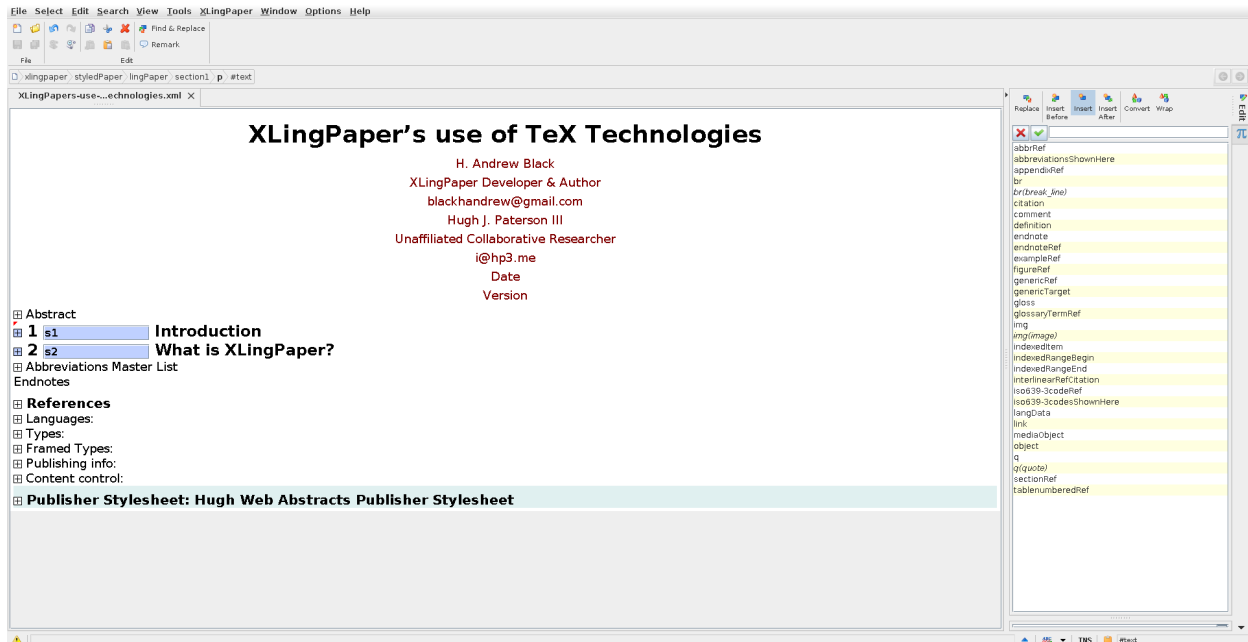 File Select Edit Search View Tools XLingPaper Window Options Help
Find & Replace
Remark
File Edit
xlingpaper styledPaper lingPaper section1 p #text
XLingPapers-use-...echnologies.xml
XLingPaper’s use of TeX Technologies
H. Andrew Black
XLingPaper Developer & Author
blackhandrew@gmail.com
Hugh J. Paterson III
Unaffiliated Collaborative Researcher
i@hp3.me
Date
Version
Abstract
1 s1 Introduction
2 s2 What is XLingPaper?
Abbreviations Master List
Endnotes
References
Languages:
Types:
Framed Types:
Publishing info:
Content control:
Publisher Stylesheet: Hugh Web Abstracts Publisher Stylesheet
Replace Insert Before Insert Insert After Convert Wrap
Edit
π
abbrRef
abbreviationsShownHere
appendixRef
br
br(break_line)
citation
comment
definition
endnote
endnoteRef
exampleRef
figureRef
genericRef
genericTarget
gloss
glossaryTermRef
img
img(image)
indexedItem
indexedRangeBegin
indexedRangeEnd
interlinearRefCitation
iso639-3codeRef
iso639-3codesShownHere
langData
link
mediaObject
object
q
q(quote)
sectionRef
tablenumberedRef
INS #text